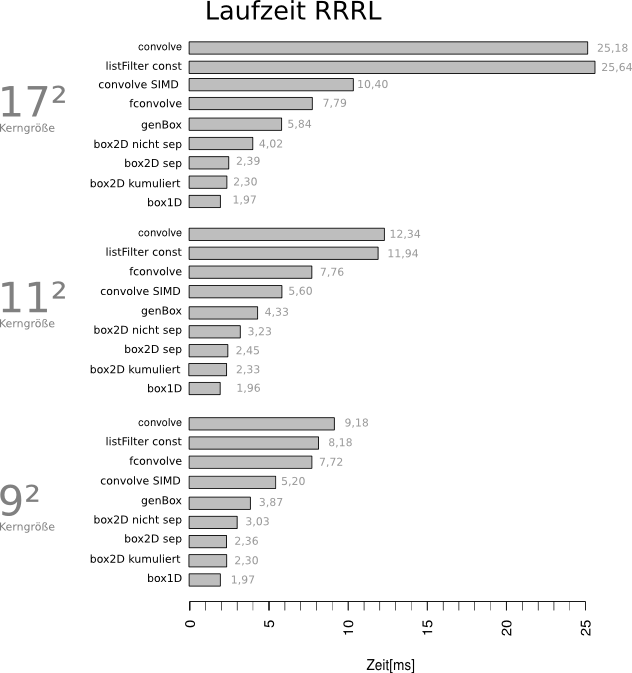 Laufzeit RRRL
17²
Kerngröße
convolve 25,18
listFilter const 25,64
convolve SIMD 10,40
fconvolve 7,79
genBox 5,84
box2D nicht sep 4,02
box2D sep 2,39
box2D kumuliert 2,30
box1D 1,97
11²
Kerngröße
convolve 12,34
listFilter const 11,94
fconvolve 7,76
convolve SIMD 5,60
genBox 4,33
box2D nicht sep 3,23
box2D sep 2,45
box2D kumuliert 2,33
box1D 1,96
9²
Kerngröße
convolve 9,18
listFilter const 8,18
fconvolve 7,72
convolve SIMD 5,20
genBox 3,87
box2D nicht sep 3,03
box2D sep 2,36
box2D kumuliert 2,30
box1D 1,97
0 5 10 15 20 25
Zeit[ms]